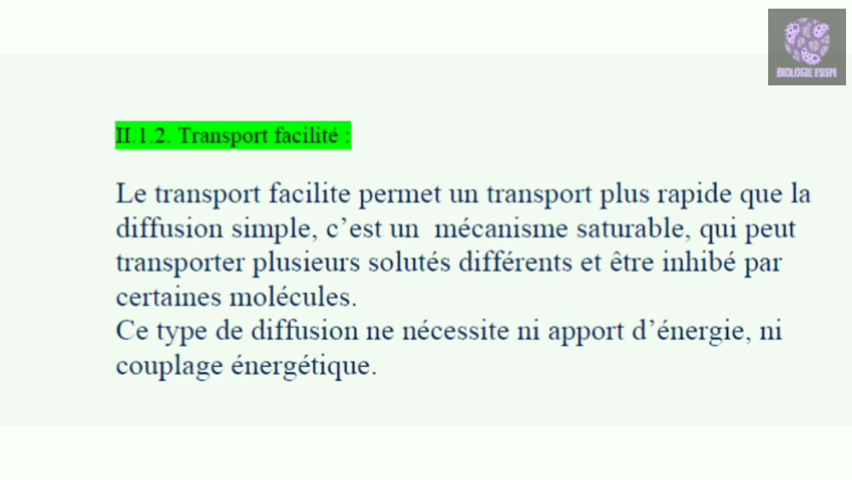 BIOLOGIE FSSM
II.1.2. Transport facilité :
Le transport facilite permet un transport plus rapide que la
diffusion simple, c’est un mécanisme saturable, qui peut
transporter plusieurs solutés différents et être inhibé par
certaines molécules.
Ce type de diffusion ne nécessite ni apport d’énergie, ni
couplage énergétique.